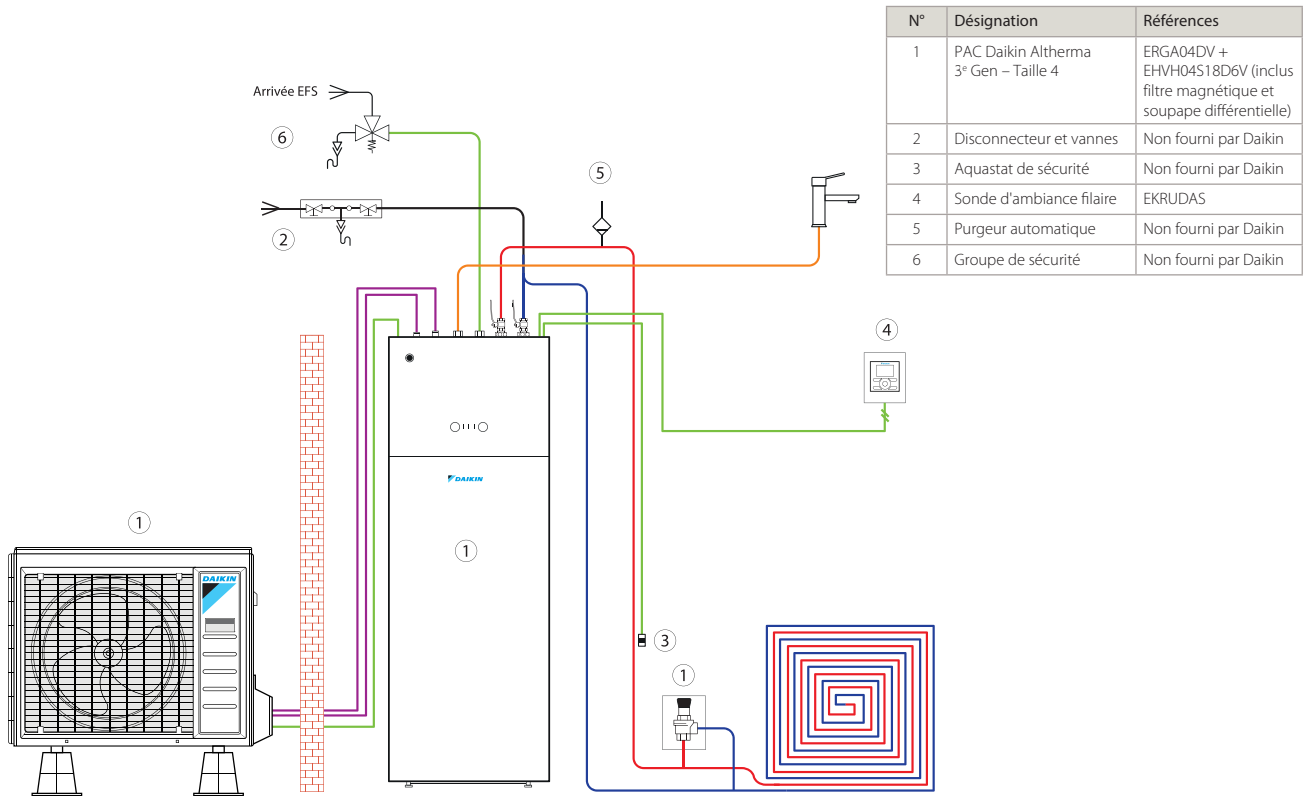 N° Désignation Références
1 PAC Daikin Altherma ERGA04DV +
3e Gen – Taille 4 EHVH04S18D6V (inclus
filtre magnétique et
soupape différentielle)
2 Disconnecteur et vannes Non fourni par Daikin
3 Aquastat de sécurité Non fourni par Daikin
4 Sonde d'ambiance filaire EKRUDAS
5 Purgeur automatique Non fourni par Daikin
6 Groupe de sécurité Non fourni par Daikin
Arrivée EFS
6
5
2
4
DAIKIN
1
1
DAIKIN
3
1